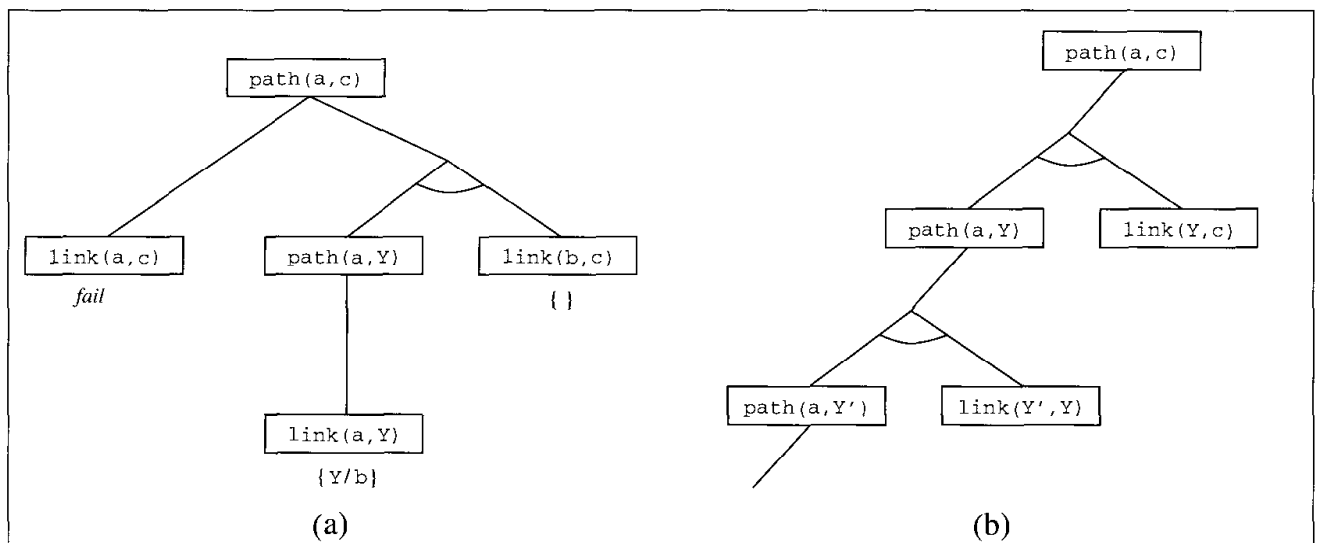 path(a,c)
link(a,c)
fail
path(a,Y)
link(b,c)
{ }
link(a,Y)
{Y/b}
(a)
path(a,c)
path(a,Y)
link(Y,c)
path(a,Y')
link(Y',Y)
(b)